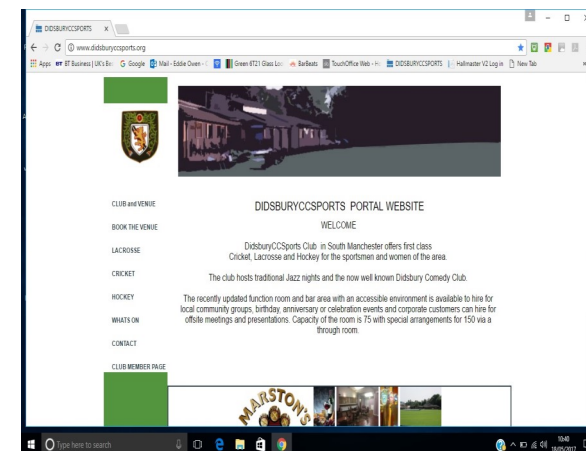 DIDSBURYCCSPORTS
www.didsburyccsports.org
Apps BT Business | UK's Be Google Mail - Eddie Owen - Green 6T21 Glass Lo BarBeats TouchOffice Web - H DIDSBURYCCSPORTS Hallmaster V2 Log in New Tab
CLUB and VENUE
BOOK THE VENUE
LACROSSE
CRICKET
HOCKEY
WHATS ON
CONTACT
CLUB MEMBER PAGE
DIDSBURYCCSPORTS PORTAL WEBSITE
WELCOME
DidsburyCCSports Club in South Manchester offers first class
Cricket, Lacrosse and Hockey for the sportsmen and women of the area.
The club hosts traditional Jazz nights and the now well known Didsbury Comedy Club.
The recently updated function room and bar area with an accessible environment is available to hire for
local community groups, birthday, anniversary or celebration events and corporate customers can hire for
offsite meetings and presentations. Capacity of the room is 75 with special arrangements for 150 via a
through room.
MARSTON'S
Type here to search
10:40
18/05/2017